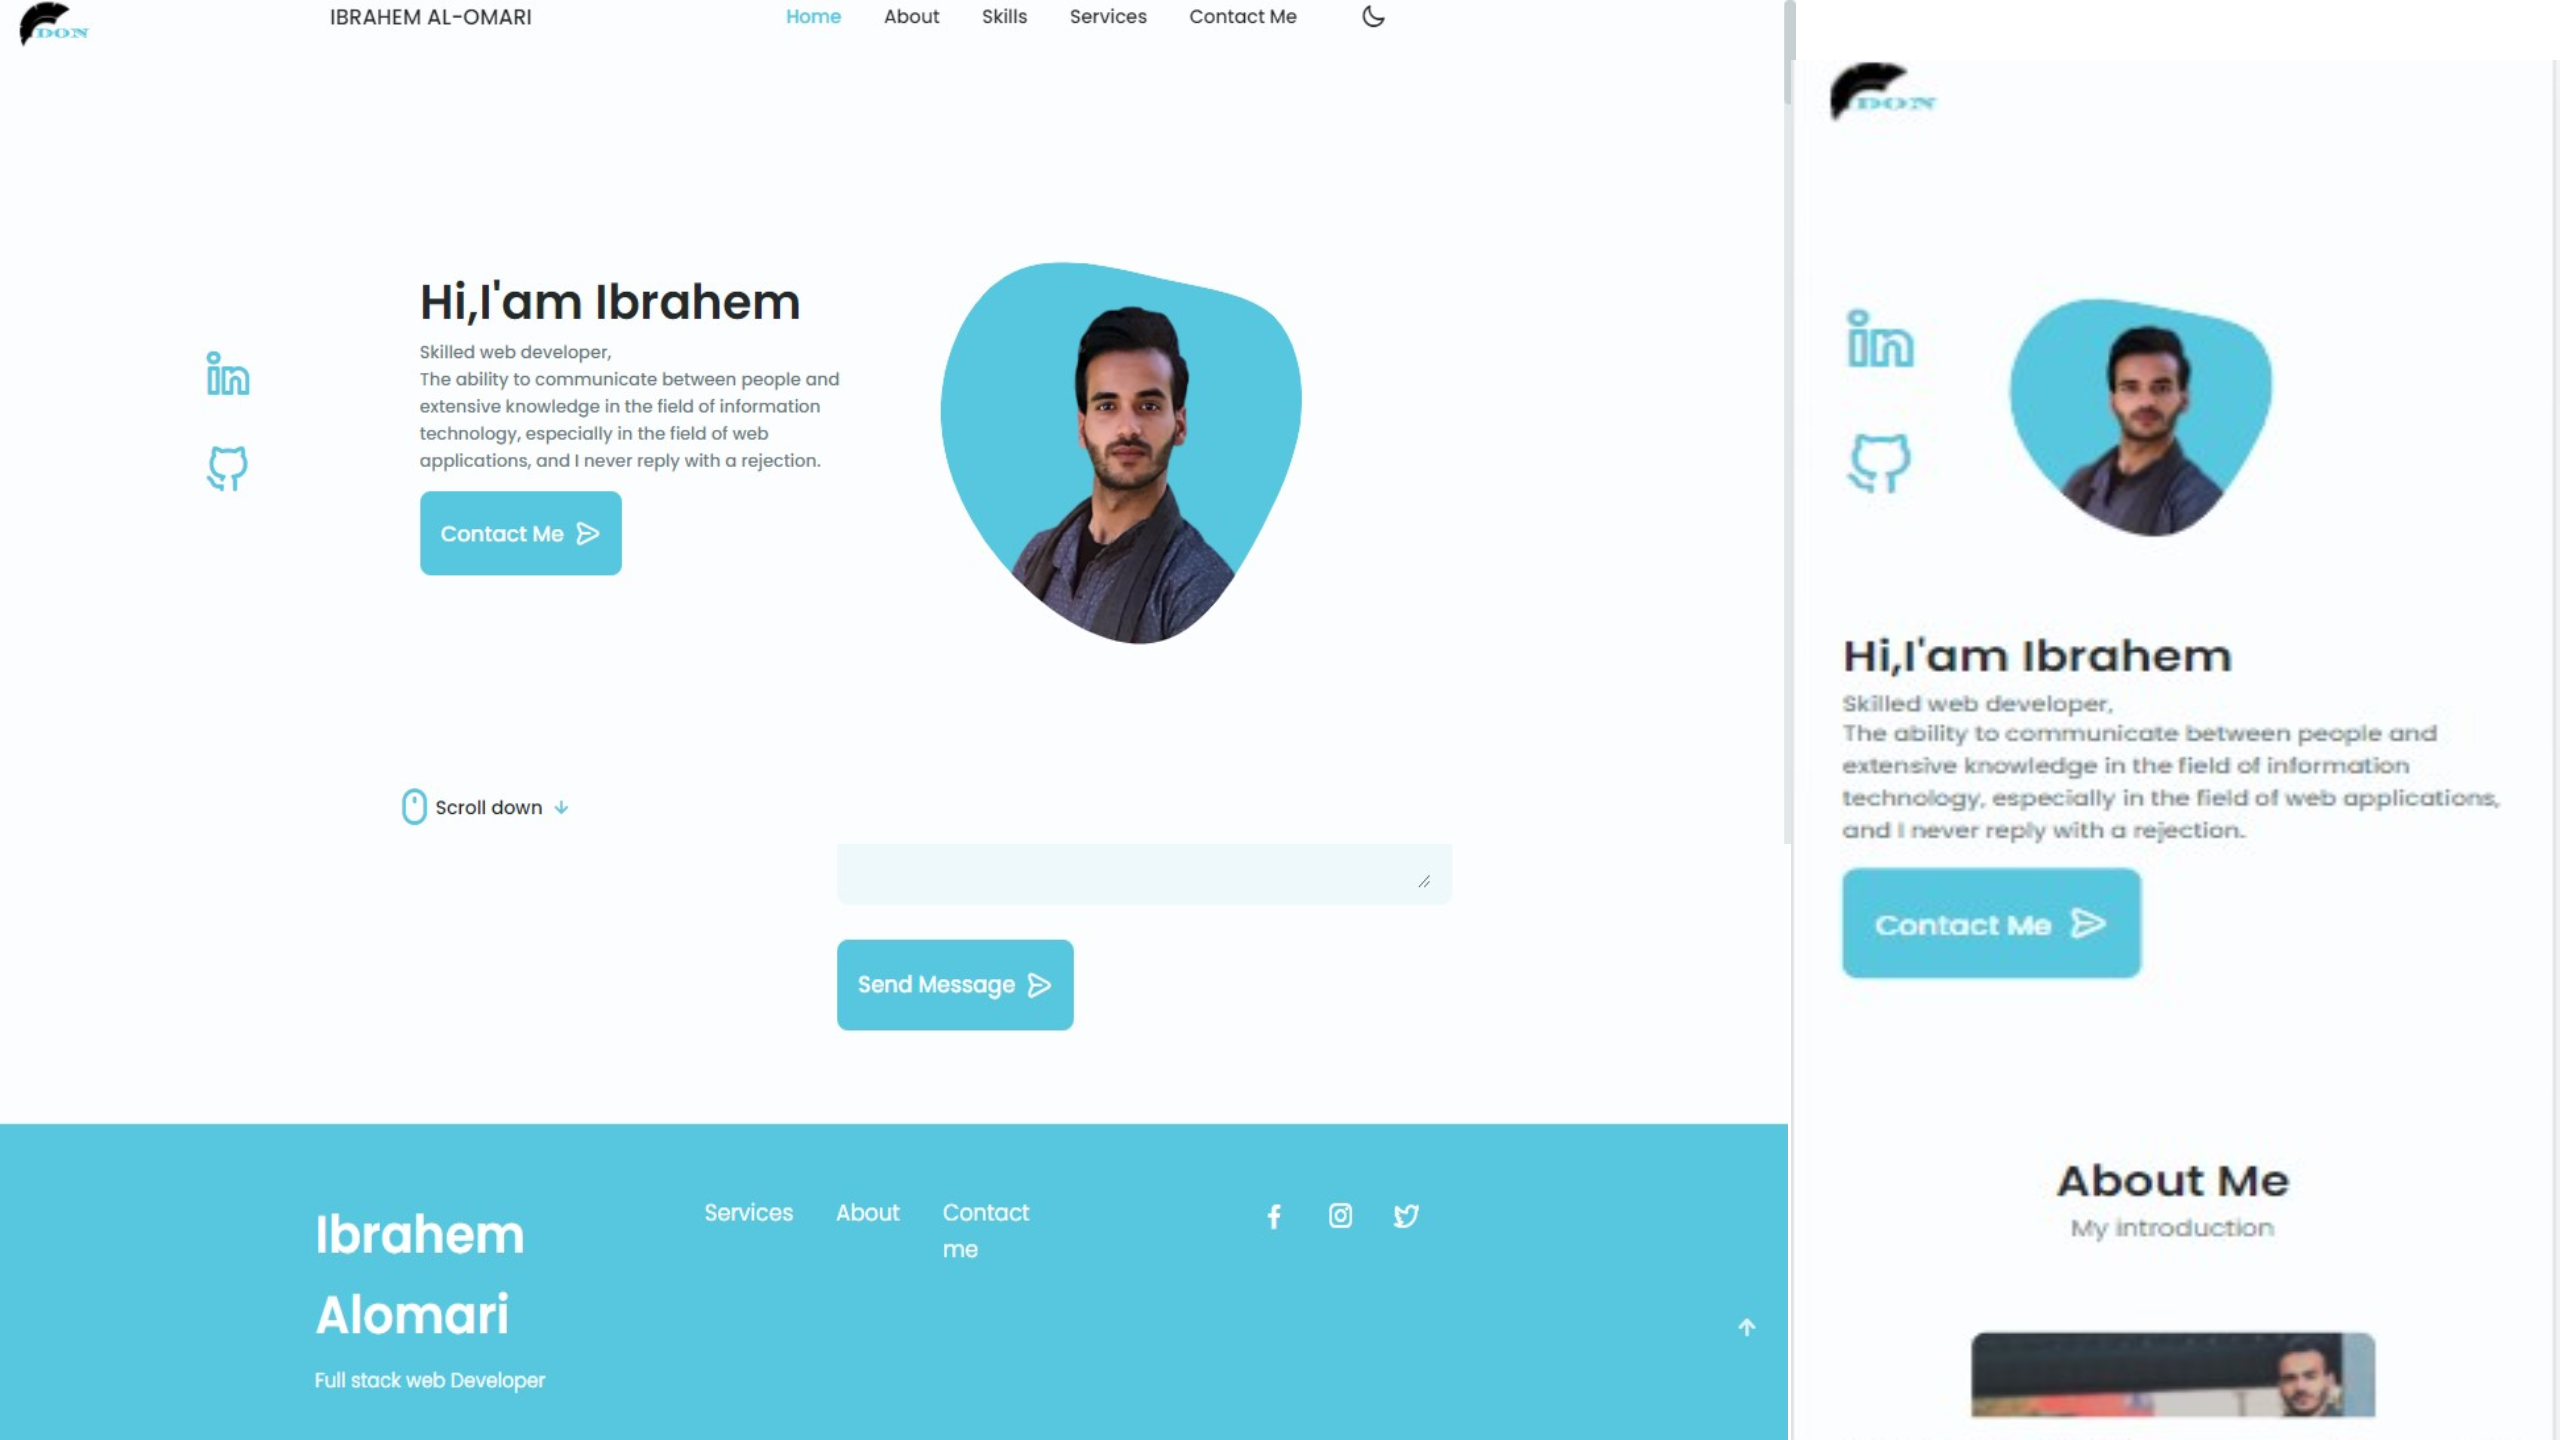 DON
IBRAHEM AL-OMARI
Home About Skills Services Contact Me
Hi,I'am Ibrahem
Skilled web developer,
The ability to communicate between people and
extensive knowledge in the field of information
technology, especially in the field of web
applications, and I never reply with a rejection.
Contact Me
Scroll down
Send Message
Ibrahem
Alomari
Full stack web Developer
Services About Contact
me
DON
in
in
Hi,I'am Ibrahem
Skilled web developer,
The ability to communicate between people and
extensive knowledge in the field of information
technology, especially in the field of web applications,
and I never reply with a rejection.
Contact Me
About Me
My introduction